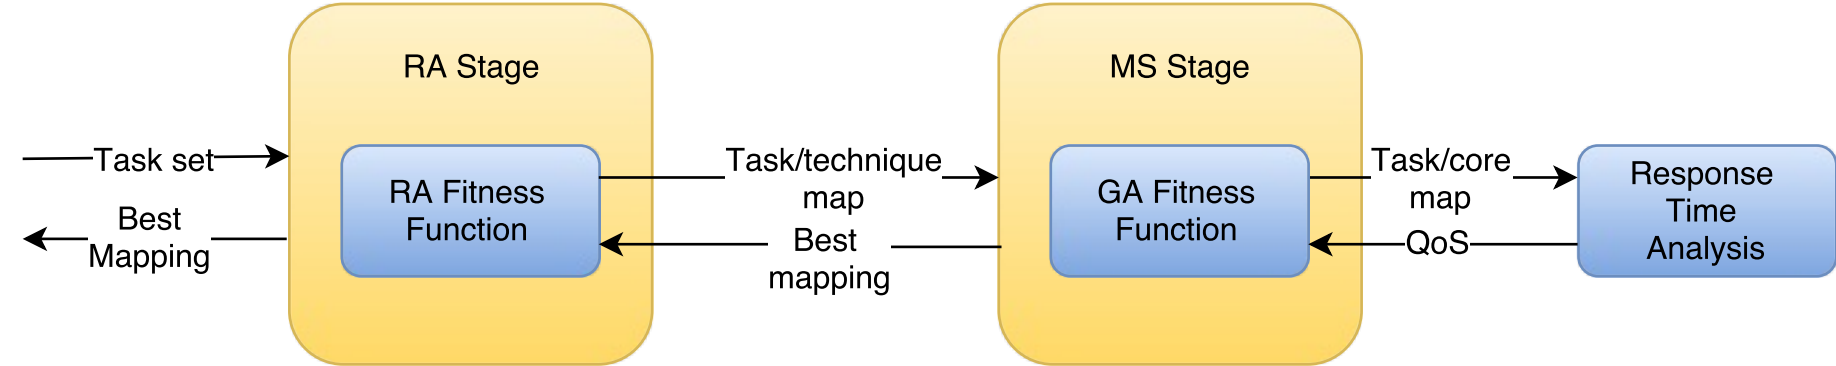 RA Stage
MS Stage
Task set
Best
Mapping
RA Fitness
Function
Task/technique
map
Best
mapping
GA Fitness
Function
Task/core
map
QoS
Response
Time
Analysis